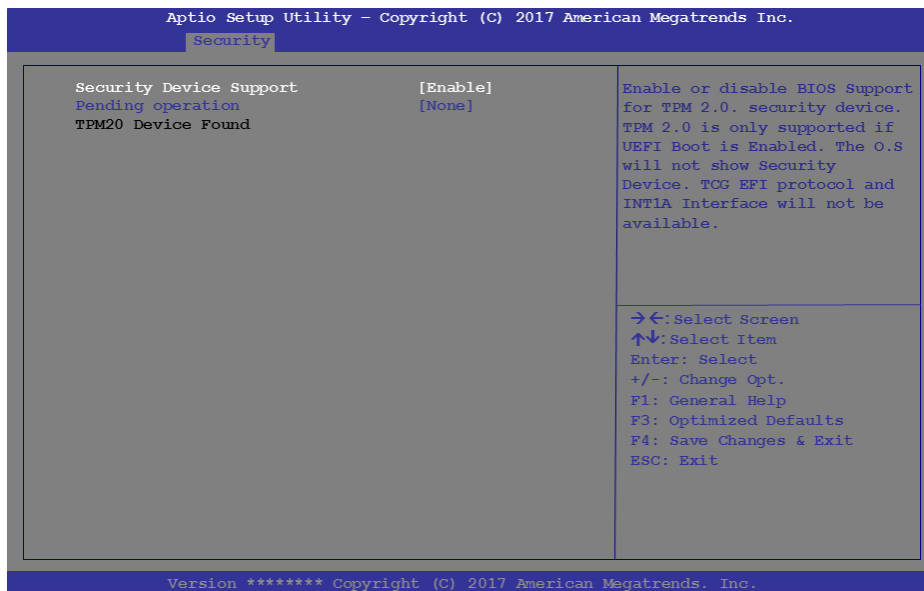 Aptio Setup Utility – Copyright (C) 2017 American Megatrends Inc.
Security
Security Device Support [Enable]
Pending operation [None]
TPM20 Device Found
Enable or disable BIOS Support
for TPM 2.0. security device.
TPM 2.0 is only supported if
UEFI Boot is Enabled. The O.S
will not show Security
Device. TCG EFI protocol and
INT1A Interface will not be
available.
→←:Select Screen
↑↓:Select Item
Enter: Select
+/-: Change Opt.
F1: General Help
F3: Optimized Defaults
F4: Save Changes & Exit
ESC: Exit
Version ******** Copyright (C) 2017 American Megatrends. Inc.